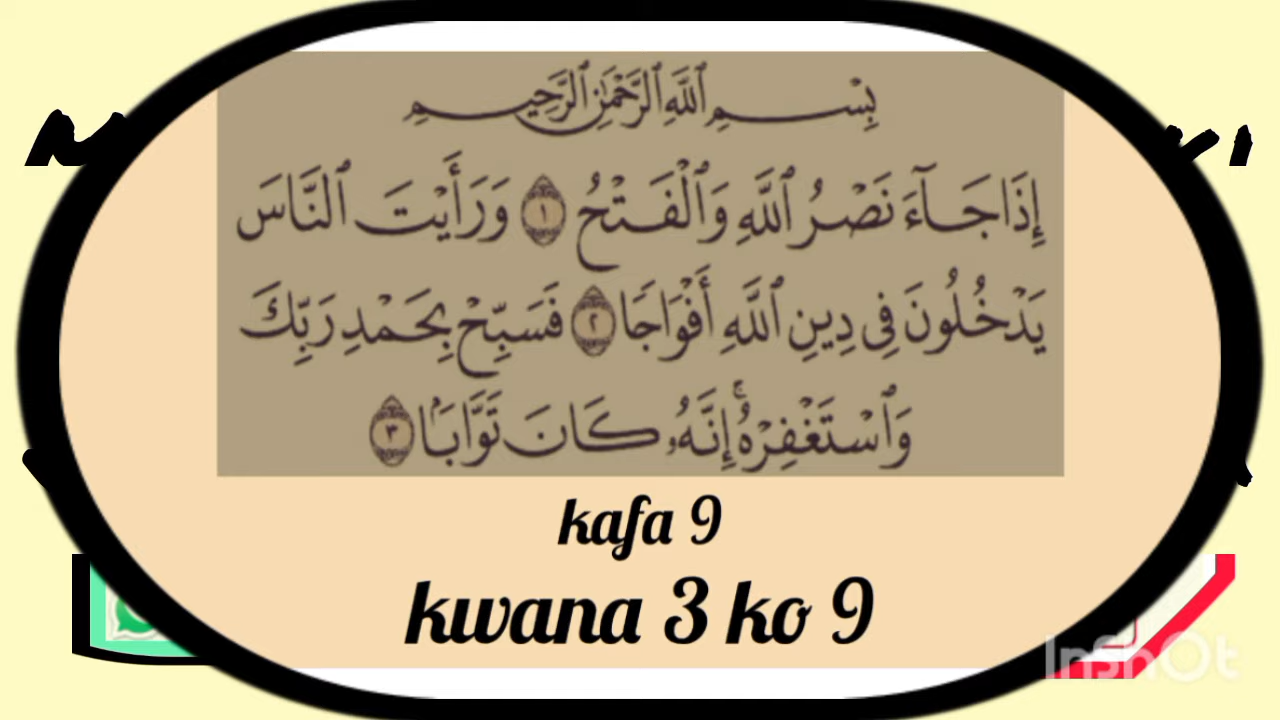 بِسْمِ ٱللَّهِ ٱلرَّحْمَٰنِ ٱلرَّحِيمِ
إِذَا جَآءَ نَصْرُ ٱللَّهِ وَٱلْفَتْحُ ١ وَرَأَيْتَ ٱلنَّاسَ
يَدْخُلُونَ فِى دِينِ ٱللَّهِ أَفْوَاجًا ٢ فَسَبِّحْ بِحَمْدِ رَبِّكَ
وَٱسْتَغْفِرْهُ ۚ إِنَّهُۥ كَانَ تَوَّابًۢا ٣
kafa 9
kwana 3 ko 9
InShOt